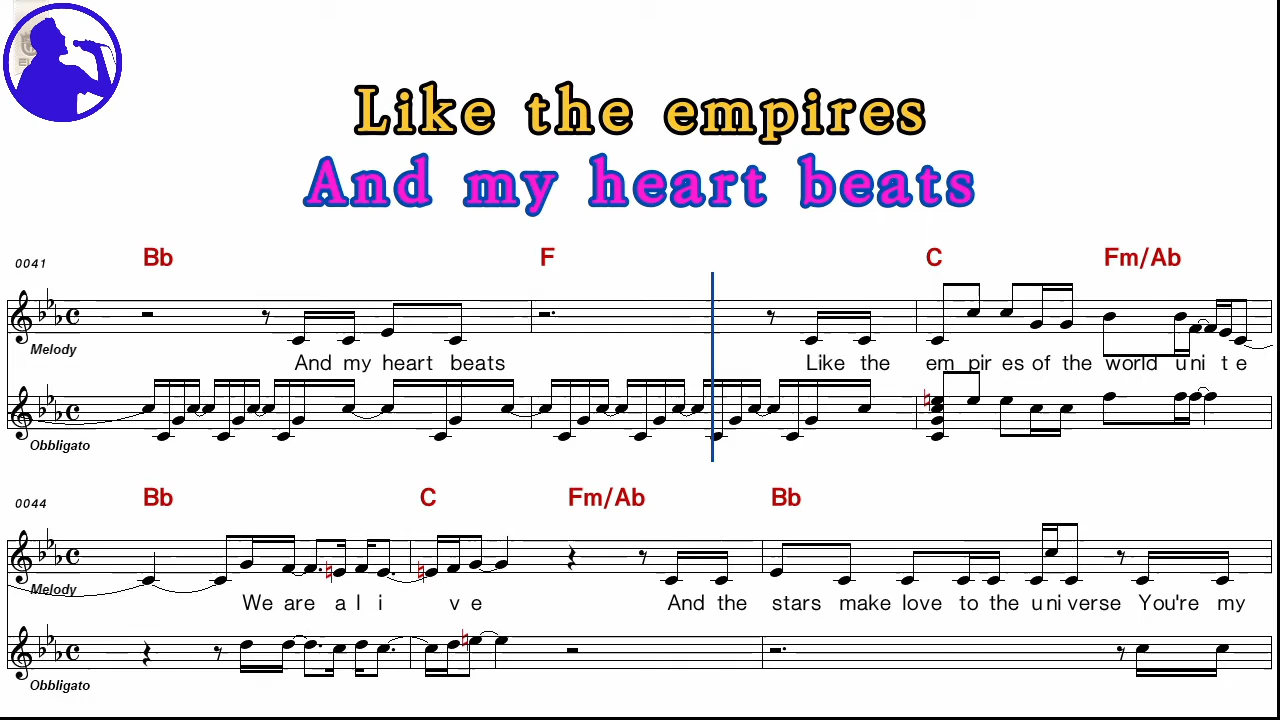 Like the empires
And my heart beats
0041 Bb F C Fm/Ab
Melody
And my heart beats Like the em pir es of the world uni t e
Obbligato
0044 Bb C Fm/Ab Bb
Melody
We are a l i v e And the stars make love to the uni verse You're my
Obbligato